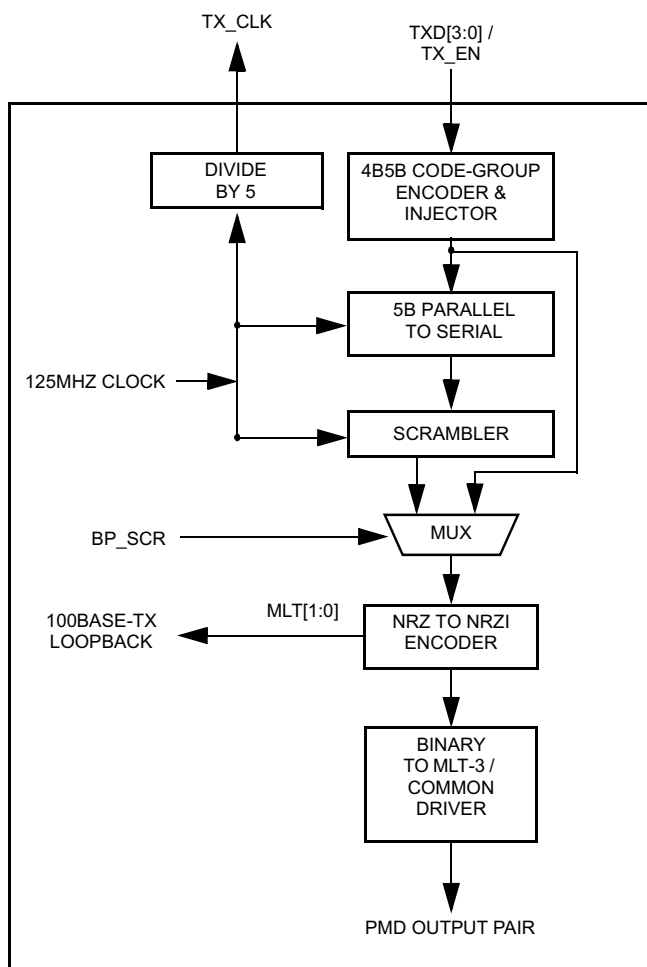 TX_CLK
TXD[3:0] /
TX_EN
DIVIDE
BY 5
4B5B CODE-GROUP
ENCODER &
INJECTOR
5B PARALLEL
TO SERIAL
125MHZ CLOCK
SCRAMBLER
BP_SCR
MUX
100BASE-TX
LOOPBACK
MLT[1:0]
NRZ TO NRZI
ENCODER
BINARY
TO MLT-3 /
COMMON
DRIVER
PMD OUTPUT PAIR